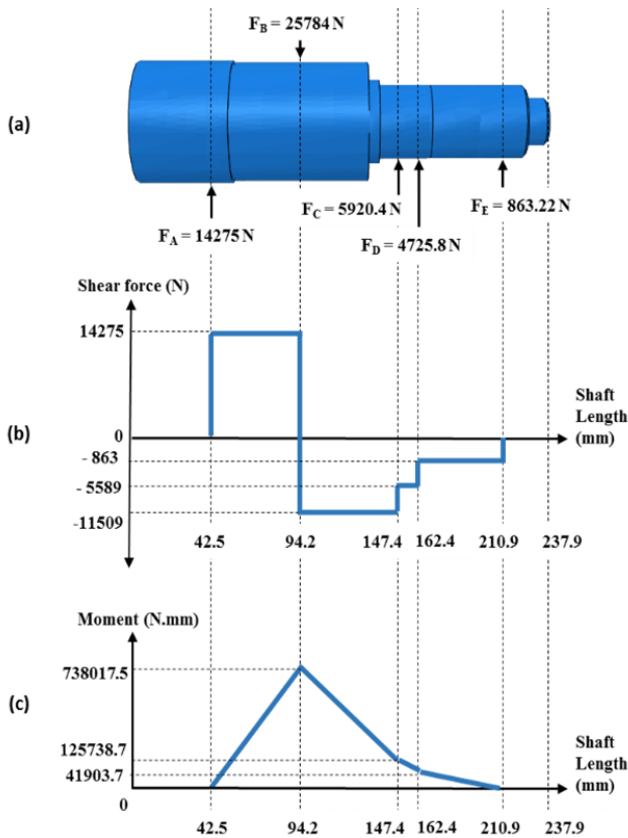 F_B = 25784 N
(a)
F_C = 5920.4 N
F_E = 863.22 N
F_A = 14275 N
F_D = 4725.8 N
Shear force (N)
14275
(b)
0
- 863
- 5589
-11509
Shaft
Length
(mm)
42.5 94.2 147.4 162.4 210.9 237.9
Moment (N.mm)
738017.5
(c)
125738.7
41903.7
0
Shaft
Length
(mm)
42.5 94.2 147.4 162.4 210.9 237.9